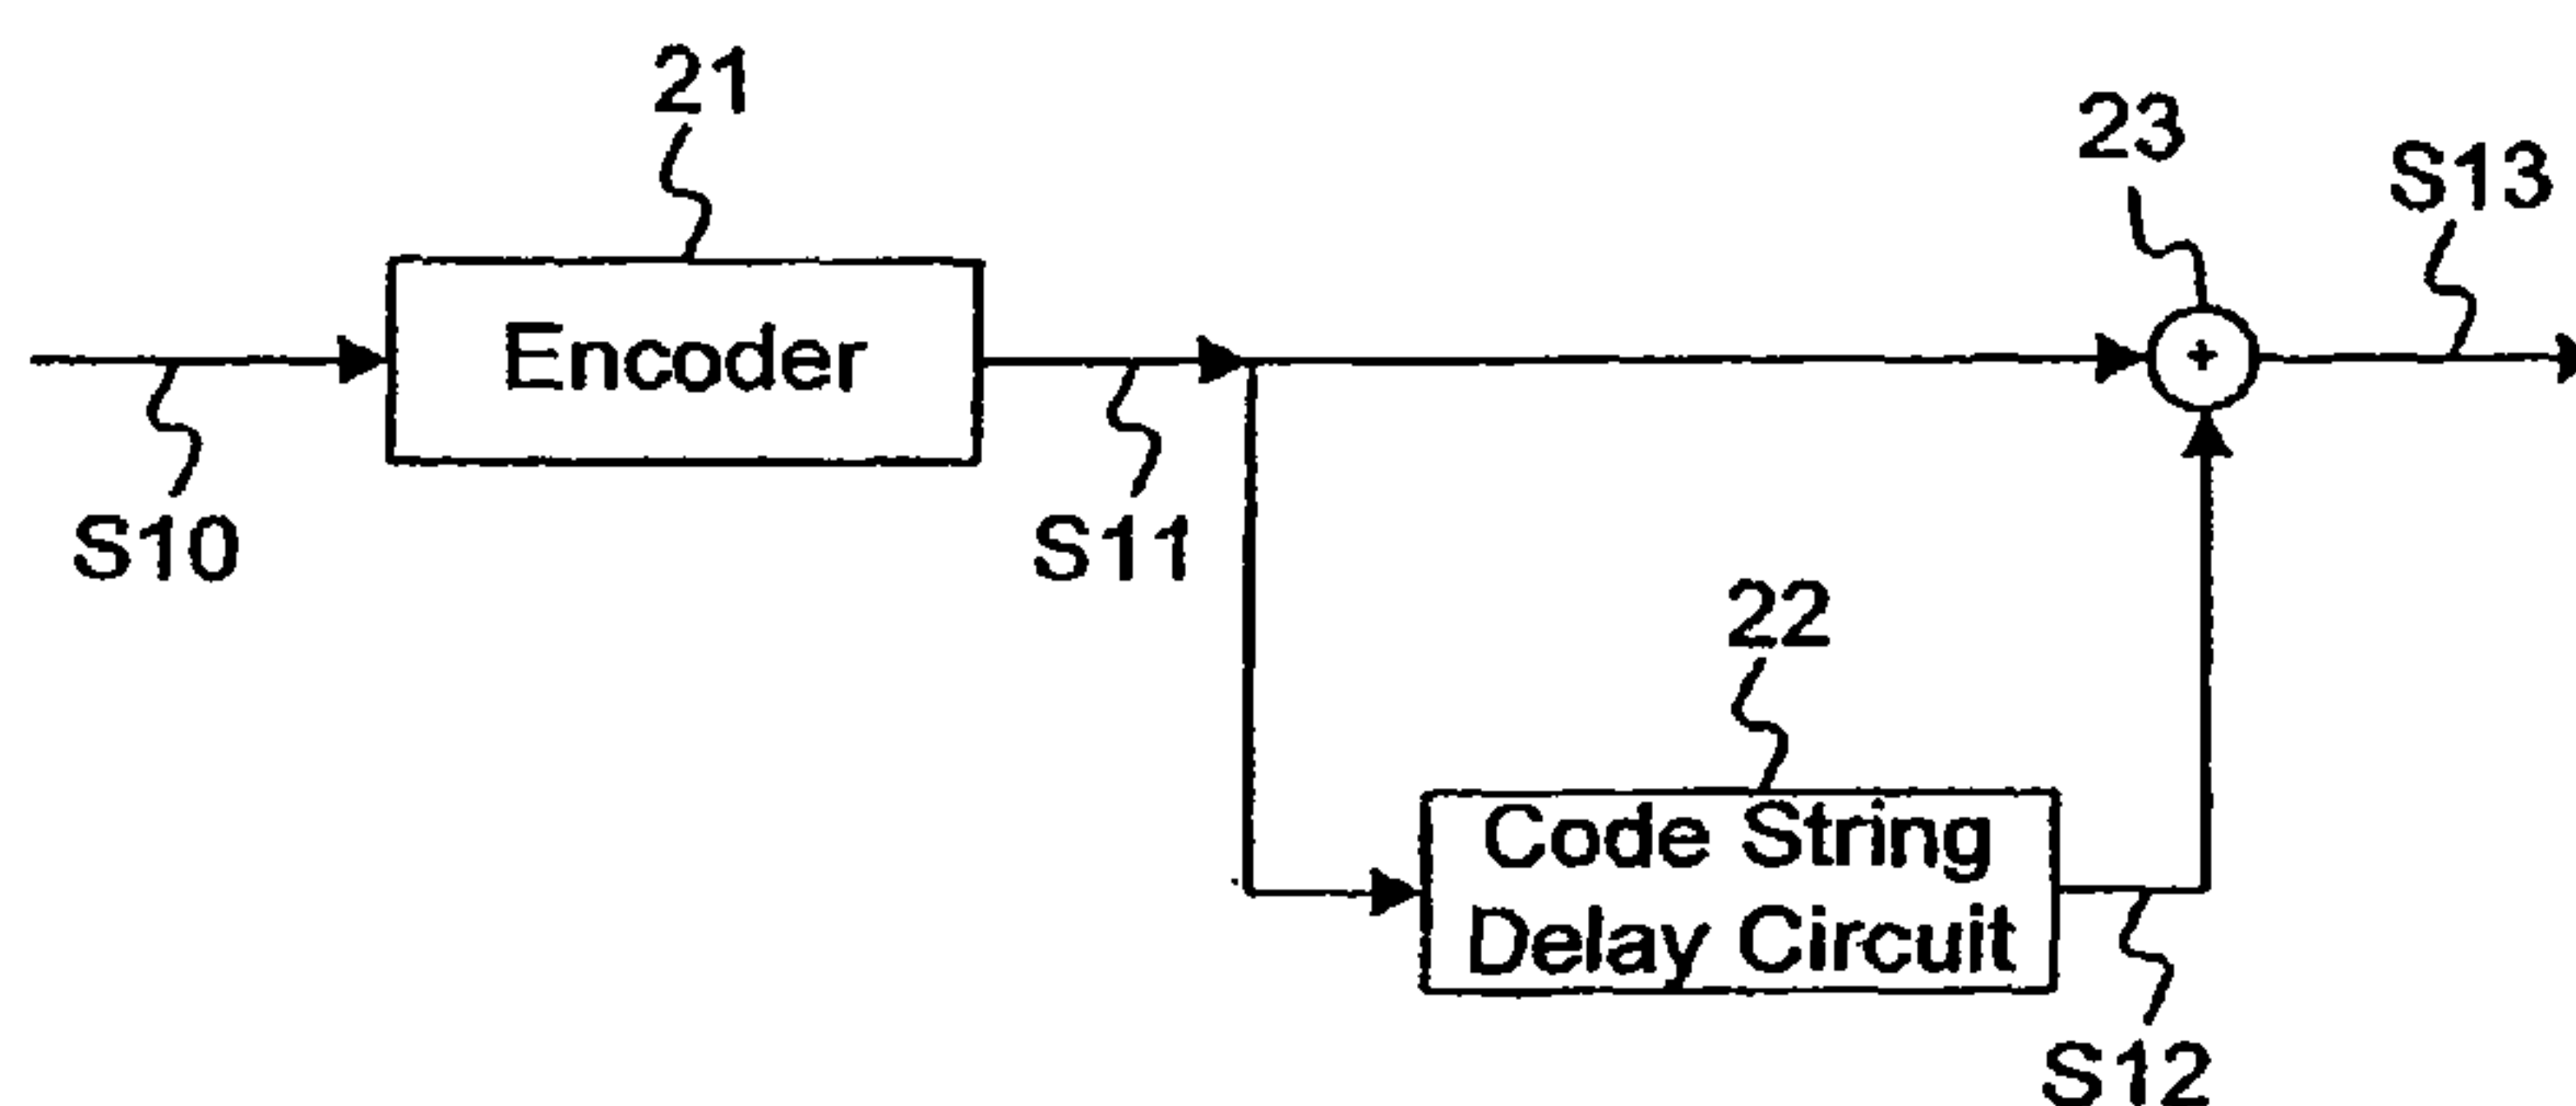 21
23
S13
Encoder
+
S10
S11
22
Code String
Delay Circuit
S12